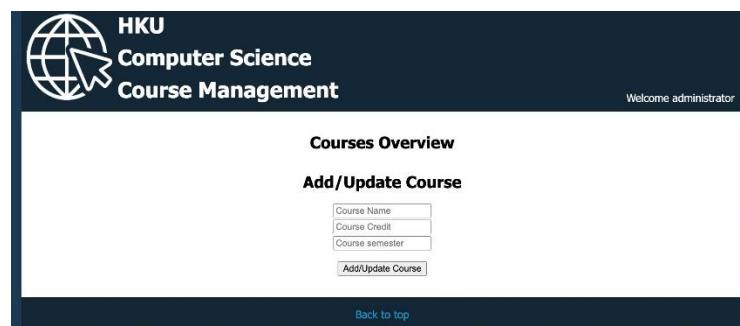 HKU
Computer Science
Course Management
Welcome administrator
Courses Overview
Add/Update Course
Course Name
Course Credit
Course semester
Add/Update Course
Back to top